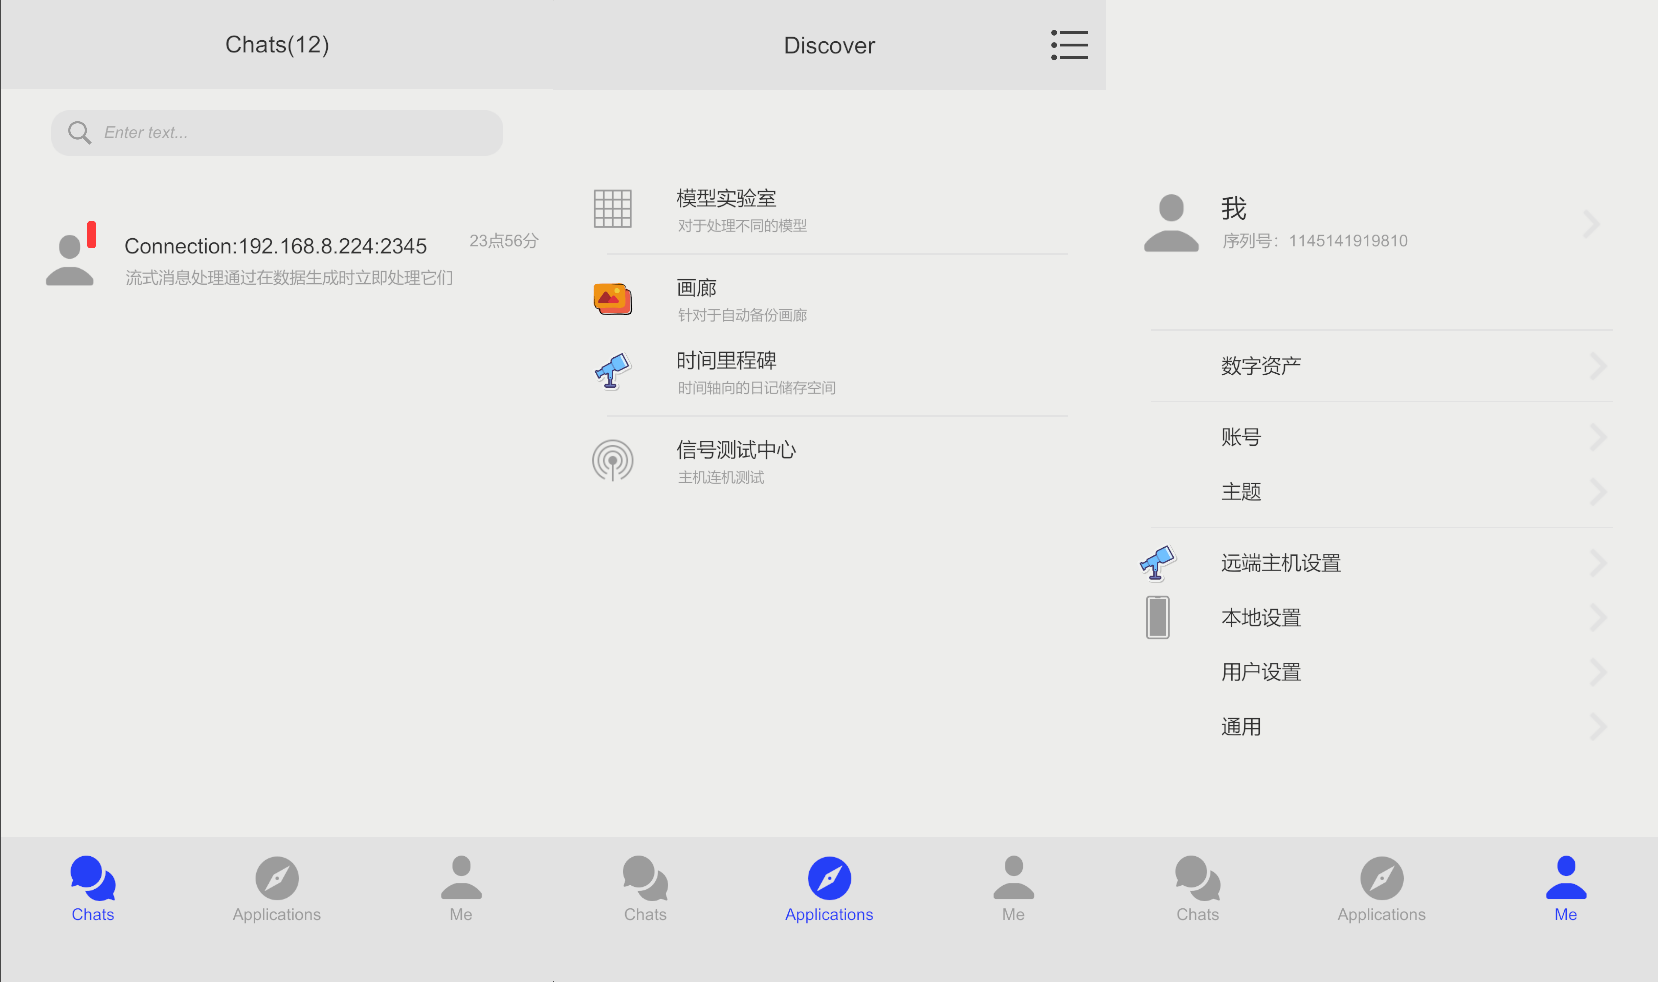 Chats(12)
Enter text...
Connection:192.168.8.224:2345
23点56分
流式消息处理通过在数据生成时立即处理它们
Chats
Applications
Me
Discover
模型实验室
对于处理不同的模型
画廊
针对于自动备份画廊
时间里程碑
时间轴向的日记储存空间
信号测试中心
主机连机测试
Chats
Applications
Me
我
序列号：1145141919810
数字资产
账号
主题
远端主机设置
本地设置
用户设置
通用
Chats
Applications
Me